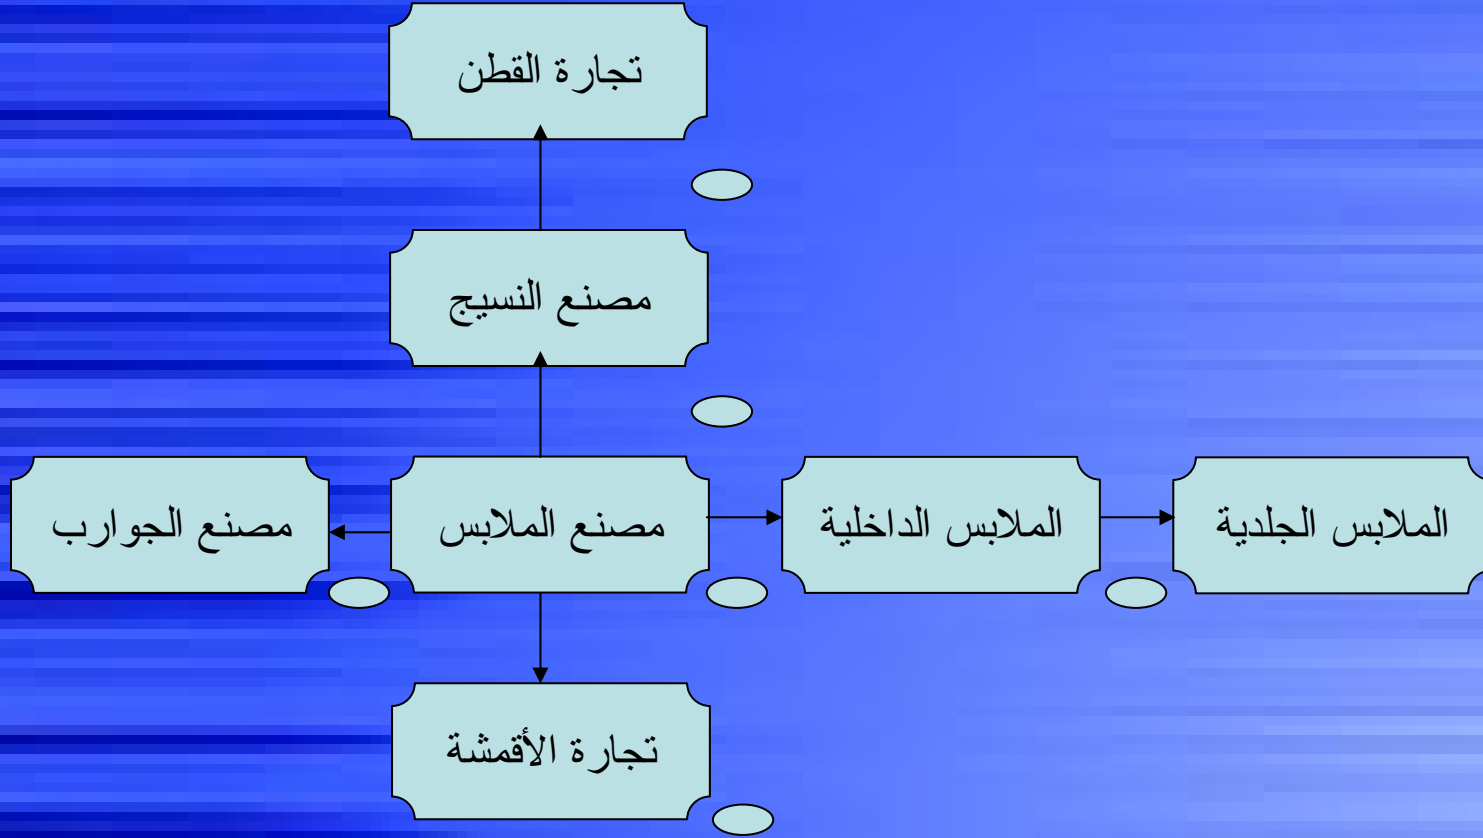 تجارة القطن
مصنع النسيج
الملابس الجلدية
الملابس الداخلية
مصنع الملابس
مصنع الجوارب
تجارة الأقمشة